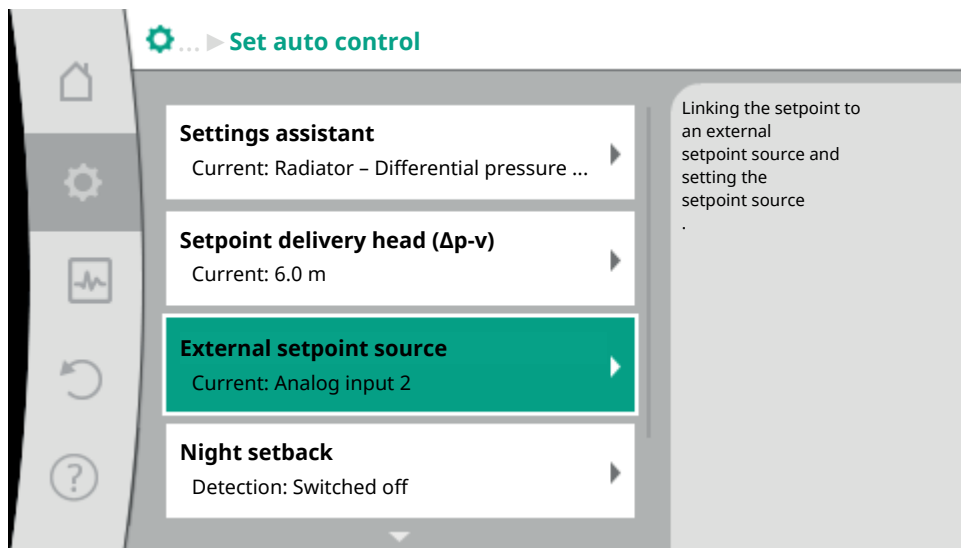 ... ▶ Set auto control
Settings assistant
Current: Radiator – Differential pressure ...
Setpoint delivery head (Δp-v)
Current: 6.0 m
External setpoint source
Current: Analog input 2
Night setback
Detection: Switched off
Linking the setpoint to
an external
setpoint source and
setting the
setpoint source
.
?